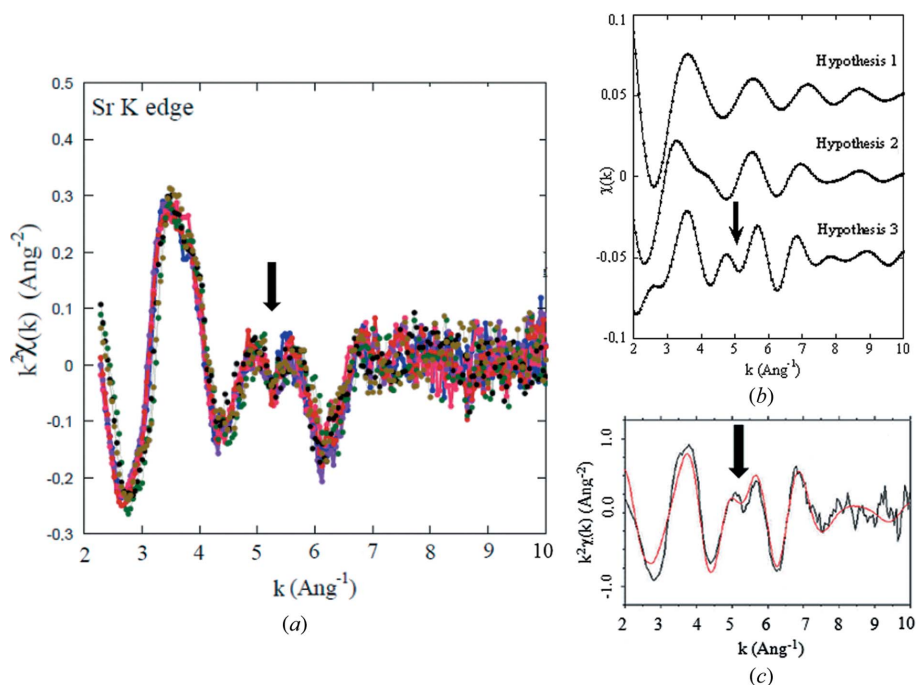 Sr K edge
k²χ(k) (Ang⁻²)
0.5
0.4
0.3
0.2
0.1
0
-0.1
-0.2
-0.3
2 3 4 5 6 7 8 9 10
k (Ang⁻¹)
(a)
χ(k)
0.1
0.05
0
-0.05
-0.1
Hypothesis 1
Hypothesis 2
Hypothesis 3
2 3 4 5 6 7 8 9 10
k (Ang⁻¹)
(b)
k²χ(k) (Ang⁻²)
1.0
0.0
-1.0
2 3 4 5 6 7 8 9 10
k (Ang⁻¹)
(c)